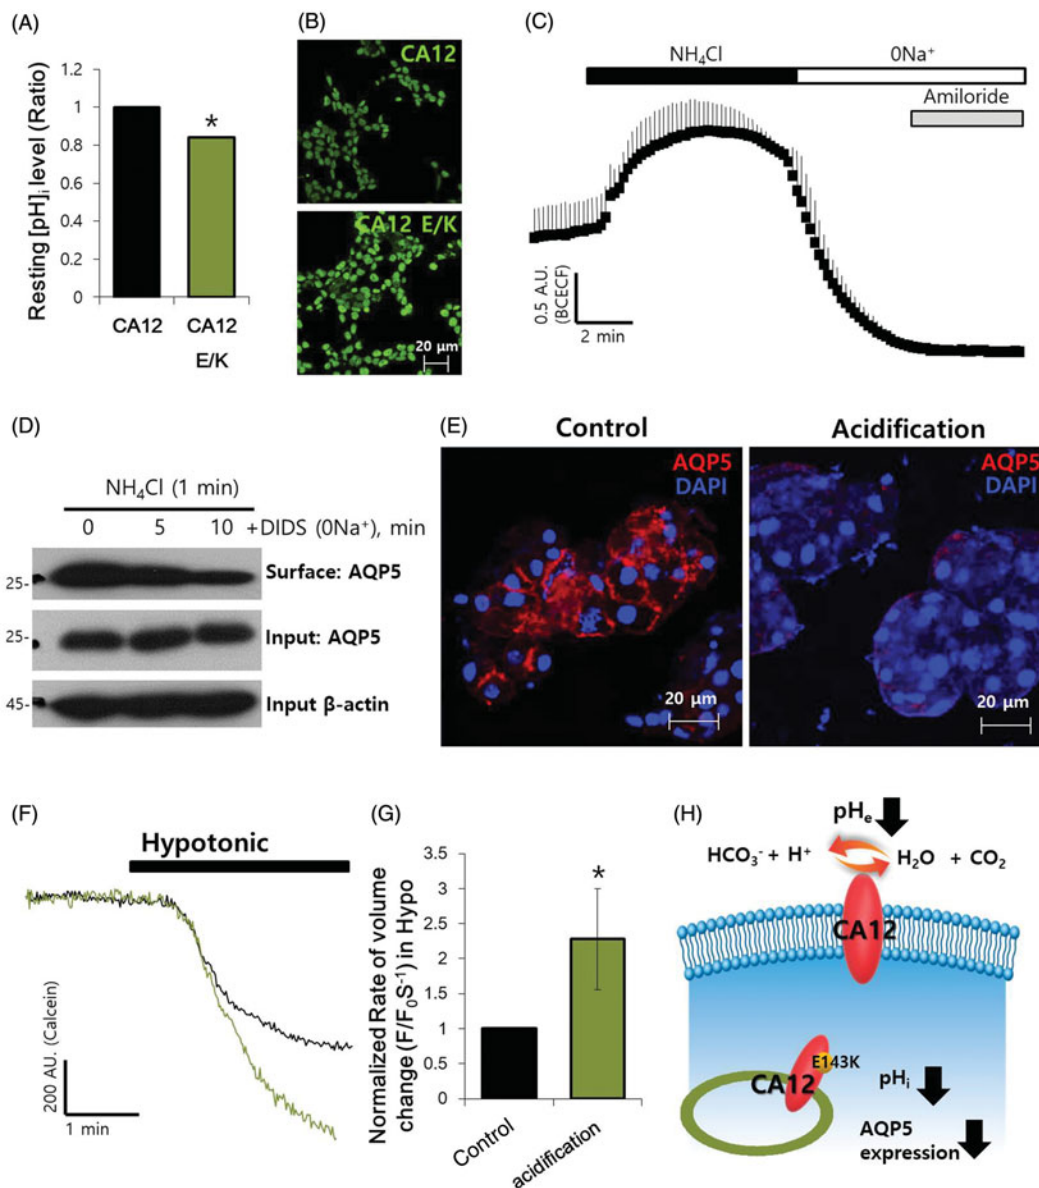 (A)
Resting [pH]i level (Ratio)
1.2
1
0.8
0.6
0.4
0.2
0
*
CA12
CA12
E/K
(B)
CA12
CA12 E/K
20 µm
(C)
NH4Cl
0Na+
Amiloride
0.5 A.U.
(BCECF)
2 min
(D)
NH4Cl (1 min)
0 5 10 +DIDS (0Na+), min
25- Surface: AQP5
25- Input: AQP5
45- Input β-actin
(E)
Control
AQP5
DAPI
20 µm
Acidification
AQP5
DAPI
20 µm
(F)
Hypotonic
200 AU. (Calcein)
1 min
(G)
Normalized Rate of volume
change (F/F0S-1) in Hypo
3.5
3
2.5
2
1.5
1
0.5
0
*
Control
acidification
(H)
pHe
HCO3- + H+
H2O + CO2
CA12
CA12
E143K
pHi
AQP5
expression